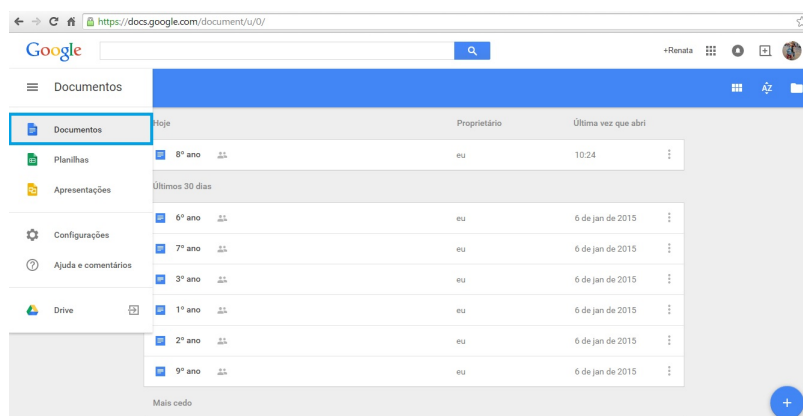 https://docs.google.com/document/u/0/
Google
+Renata
Documentos
AZ
Documentos
Planilhas
Apresentações
Configurações
Ajuda e comentários
Drive
Hoje
Proprietário
Última vez que abri
8º ano
eu
10:24
Últimos 30 dias
6º ano
eu
6 de jan de 2015
7º ano
eu
6 de jan de 2015
3º ano
eu
6 de jan de 2015
1º ano
eu
6 de jan de 2015
2º ano
eu
6 de jan de 2015
9º ano
eu
6 de jan de 2015
Mais cedo